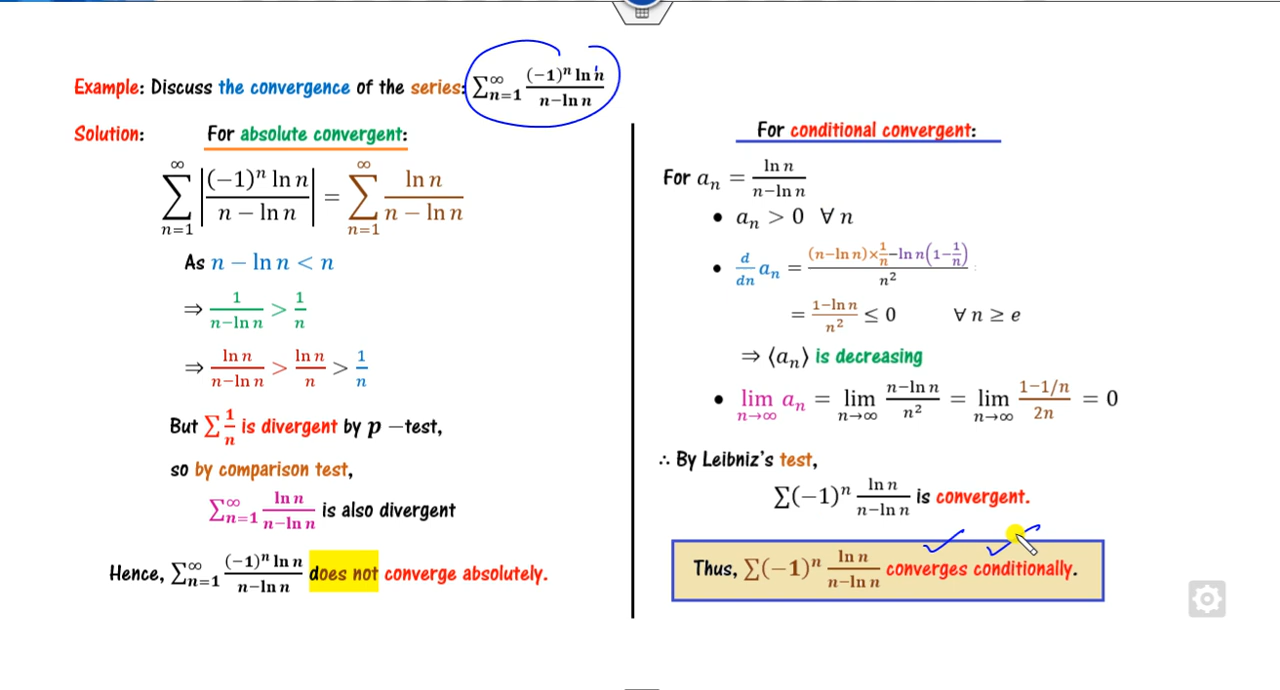 Example: Discuss the convergence of the series: ∑_{n=1}^{∞} (-1)^n ln n / (n-ln n)
Solution: For absolute convergent:
∑_{n=1}^{∞} |(-1)^n ln n / (n - ln n)| = ∑_{n=1}^{∞} ln n / (n - ln n)
As n - ln n < n
⇒ 1/(n-ln n) > 1/n
⇒ ln n/(n-ln n) > ln n/n > 1/n
But ∑ 1/n is divergent by p -test,
so by comparison test,
∑_{n=1}^{∞} ln n/(n-ln n) is also divergent
Hence, ∑_{n=1}^{∞} (-1)^n ln n/(n-ln n) does not converge absolutely.
For conditional convergent:
For a_n = ln n/(n-ln n)
• a_n > 0 ∀ n
• d/dn a_n = ((n-ln n)×1/n-ln n(1-1/n))/n²
= (1-ln n)/n² ≤ 0 ∀ n ≥ e
⇒ ⟨a_n⟩ is decreasing
• lim_{n→∞} a_n = lim_{n→∞} (n-ln n)/n² = lim_{n→∞} (1-1/n)/2n = 0
∴ By Leibniz's test,
∑(-1)^n ln n/(n-ln n) is convergent.
Thus, ∑(-1)^n ln n/(n-ln n) converges conditionally.